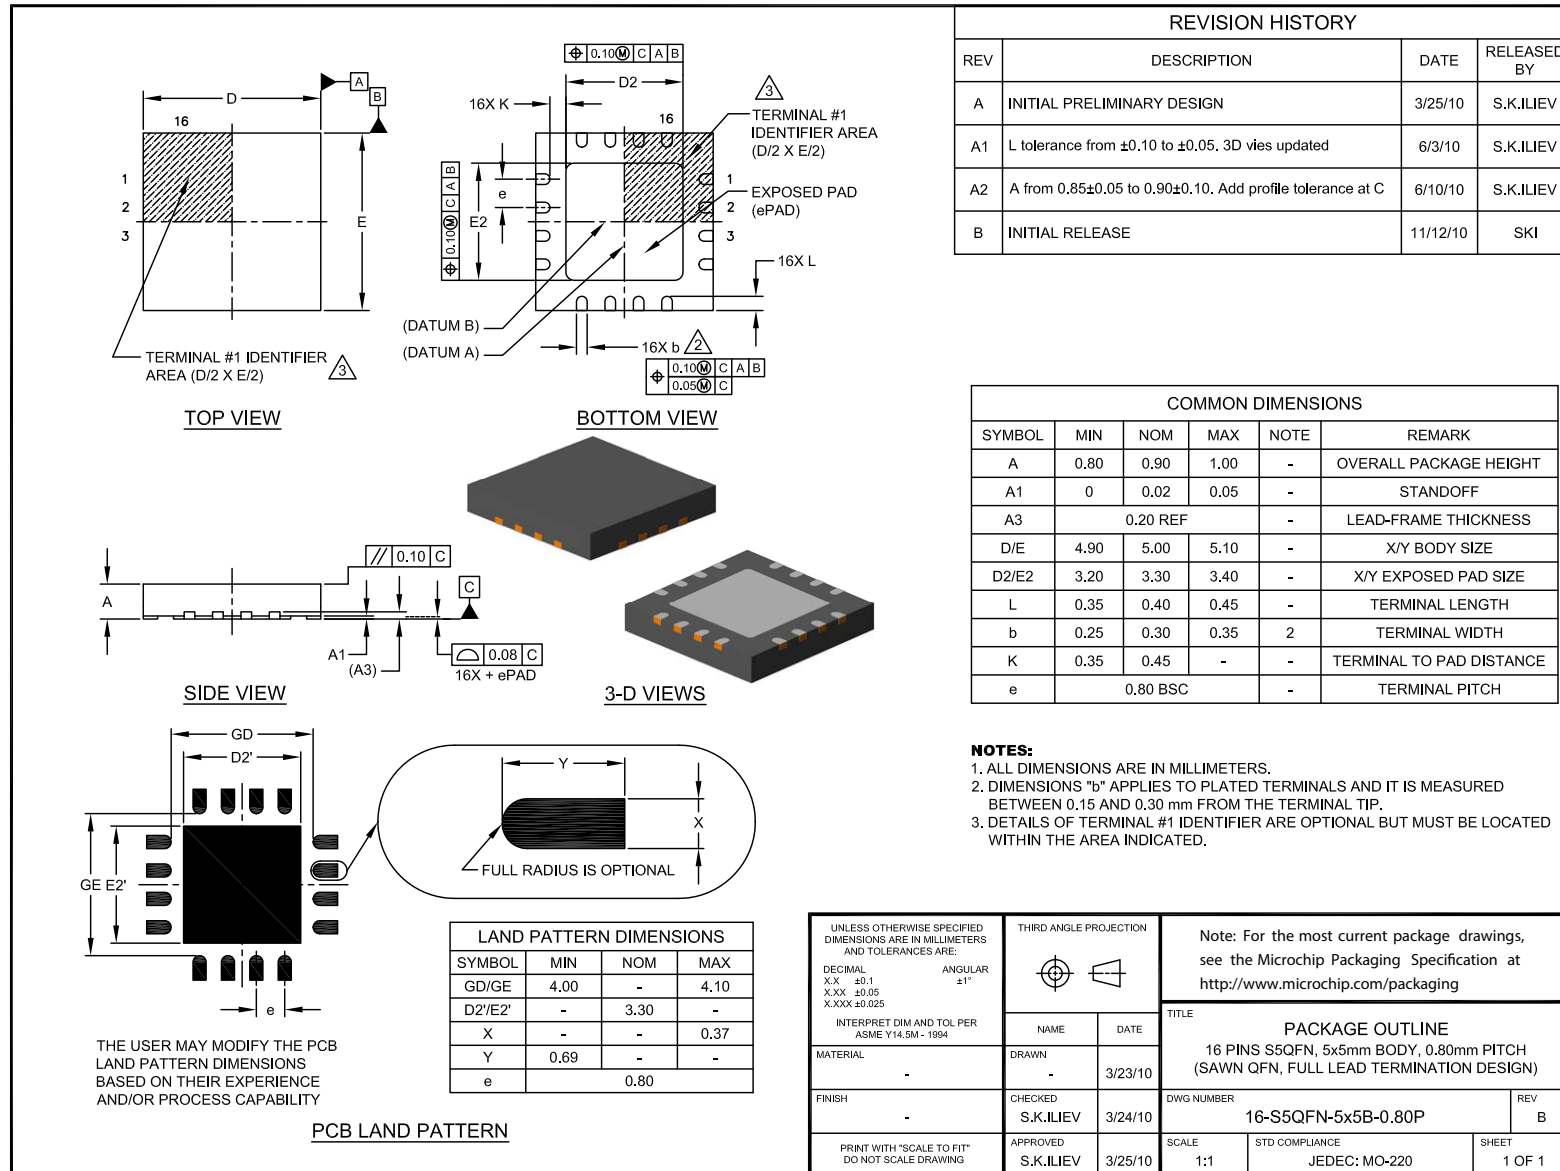 0.10 Ⓜ C A B
D
A
B
16
1
2
3
E
TERMINAL #1 IDENTIFIER
AREA (D/2 X E/2)
3
TOP VIEW
D2
16X K
16
3
TERMINAL #1
IDENTIFIER AREA
(D/2 X E/2)
1
2
3
EXPOSED PAD
(ePAD)
0.10 Ⓜ C A B
e
E2
16X L
(DATUM B)
(DATUM A)
16X b
2
0.10 Ⓜ C A B
0.05 Ⓜ C
BOTTOM VIEW
// 0.10 C
A
C
A1
(A3)
0.08 C
16X + ePAD
SIDE VIEW
3-D VIEWS
GD
D2'
GE E2'
e
Y
X
FULL RADIUS IS OPTIONAL
THE USER MAY MODIFY THE PCB
LAND PATTERN DIMENSIONS
BASED ON THEIR EXPERIENCE
AND/OR PROCESS CAPABILITY
LAND PATTERN DIMENSIONS
SYMBOL MIN NOM MAX
GD/GE 4.00 - 4.10
D2'/E2' - 3.30 -
X - - 0.37
Y 0.69 - -
e 0.80
PCB LAND PATTERN
REVISION HISTORY
REV DESCRIPTION DATE RELEASED BY
A INITIAL PRELIMINARY DESIGN 3/25/10 S.K.ILIEV
A1 L tolerance from ±0.10 to ±0.05. 3D vies updated 6/3/10 S.K.ILIEV
A2 A from 0.85±0.05 to 0.90±0.10. Add profile tolerance at C 6/10/10 S.K.ILIEV
B INITIAL RELEASE 11/12/10 SKI
COMMON DIMENSIONS
SYMBOL MIN NOM MAX NOTE REMARK
A 0.80 0.90 1.00 - OVERALL PACKAGE HEIGHT
A1 0 0.02 0.05 - STANDOFF
A3 0.20 REF - LEAD-FRAME THICKNESS
D/E 4.90 5.00 5.10 - X/Y BODY SIZE
D2/E2 3.20 3.30 3.40 - X/Y EXPOSED PAD SIZE
L 0.35 0.40 0.45 - TERMINAL LENGTH
b 0.25 0.30 0.35 2 TERMINAL WIDTH
K 0.35 0.45 - - TERMINAL TO PAD DISTANCE
e 0.80 BSC - TERMINAL PITCH
NOTES:
1. ALL DIMENSIONS ARE IN MILLIMETERS.
2. DIMENSIONS "b" APPLIES TO PLATED TERMINALS AND IT IS MEASURED
BETWEEN 0.15 AND 0.30 mm FROM THE TERMINAL TIP.
3. DETAILS OF TERMINAL #1 IDENTIFIER ARE OPTIONAL BUT MUST BE LOCATED
WITHIN THE AREA INDICATED.
UNLESS OTHERWISE SPECIFIED
DIMENSIONS ARE IN MILLIMETERS
AND TOLERANCES ARE:
DECIMAL ANGULAR
X.X ±0.1 ±1°
X.XX ±0.05
X.XXX ±0.025
INTERPRET DIM AND TOL PER
ASME Y14.5M - 1994
MATERIAL
-
FINISH
-
PRINT WITH "SCALE TO FIT"
DO NOT SCALE DRAWING
THIRD ANGLE PROJECTION
NAME DATE
DRAWN
- 3/23/10
CHECKED
S.K.ILIEV 3/24/10
APPROVED
S.K.ILIEV 3/25/10
Note: For the most current package drawings,
see the Microchip Packaging Specification at
http://www.microchip.com/packaging
TITLE
PACKAGE OUTLINE
16 PINS S5QFN, 5x5mm BODY, 0.80mm PITCH
(SAWN QFN, FULL LEAD TERMINATION DESIGN)
DWG NUMBER REV
16-S5QFN-5x5B-0.80P B
SCALE STD COMPLIANCE SHEET
1:1 JEDEC: MO-220 1 OF 1